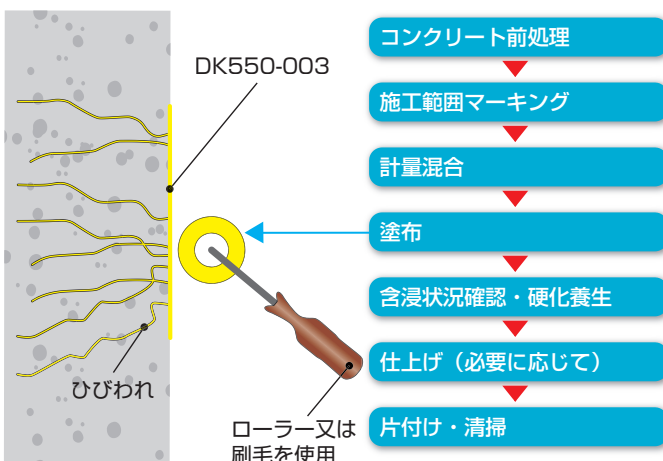 DK550-003
ひびわれ
ローラー又は
刷毛を使用
コンクリート前処理
施工範囲マーキング
計量混合
塗布
含浸状況確認・硬化養生
仕上げ（必要に応じて）
片付け・清掃